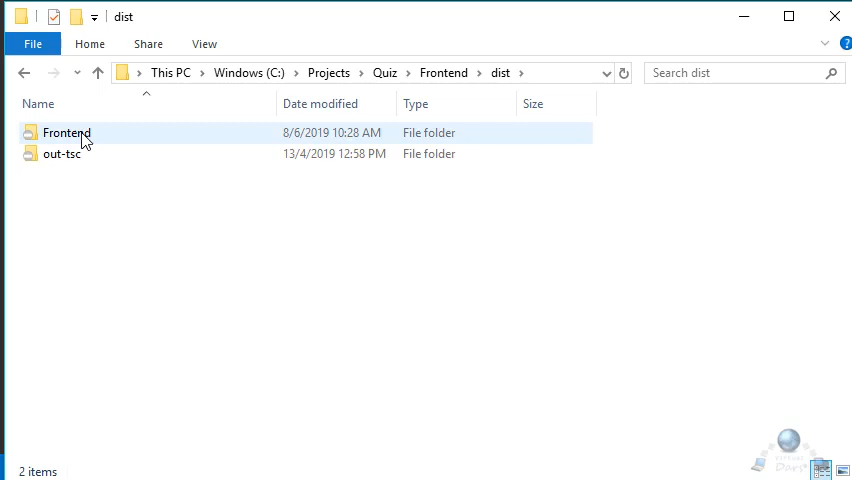 dist
File Home Share View
This PC Windows (C:) Projects Quiz Frontend dist
Search dist
Name Date modified Type Size
Frontend 8/6/2019 10:28 AM File folder
out-tsc 13/4/2019 12:58 PM File folder
2 items